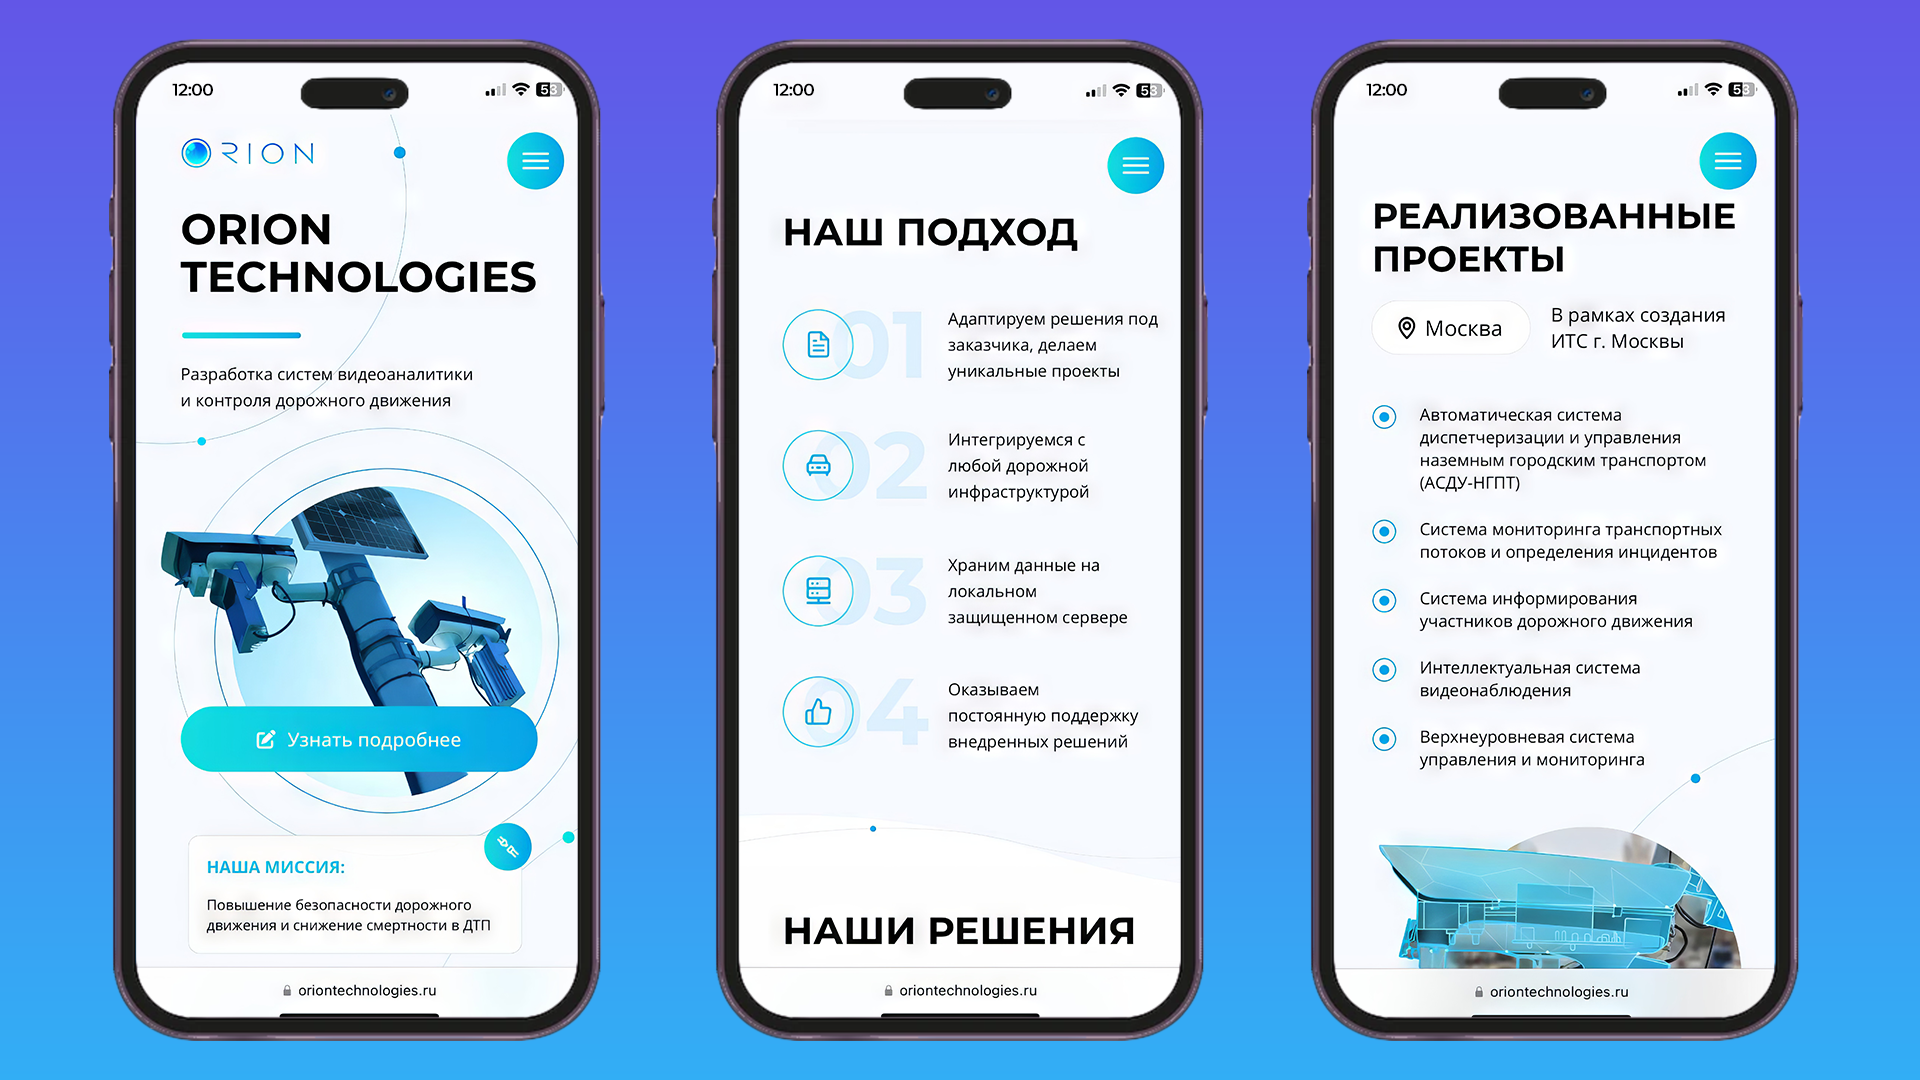 12:00
53
ORION
ORION
TECHNOLOGIES
Разработка систем видеоаналитики
и контроля дорожного движения
Узнать подробнее
НАША МИССИЯ:
Повышение безопасности дорожного
движения и снижение смертности в ДТП
oriontechnologies.ru
12:00
53
НАШ ПОДХОД
01
Адаптируем решения под
заказчика, делаем
уникальные проекты
02
Интегрируемся с
любой дорожной
инфраструктурой
03
Храним данные на
локальном
защищенном сервере
04
Оказываем
постоянную поддержку
внедренных решений
НАШИ РЕШЕНИЯ
oriontechnologies.ru
12:00
53
РЕАЛИЗОВАННЫЕ
ПРОЕКТЫ
Москва
В рамках создания
ИТС г. Москвы
Автоматическая система
диспетчеризации и управления
наземным городским транспортом
(АСДУ-НГПТ)
Система мониторинга транспортных
потоков и определения инцидентов
Система информирования
участников дорожного движения
Интеллектуальная система
видеонаблюдения
Верхнеуровневая система
управления и мониторинга
oriontechnologies.ru